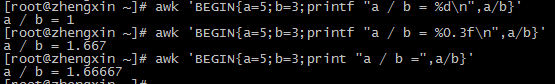 [root@zhengxin ~]# awk 'BEGIN{a=5;b=3;printf "a / b = %d\n",a/b}'
a / b = 1
[root@zhengxin ~]# awk 'BEGIN{a=5;b=3;printf "a / b = %0.3f\n",a/b}'
a / b = 1.667
[root@zhengxin ~]# awk 'BEGIN{a=5;b=3;print "a / b =",a/b}'
a / b = 1.66667